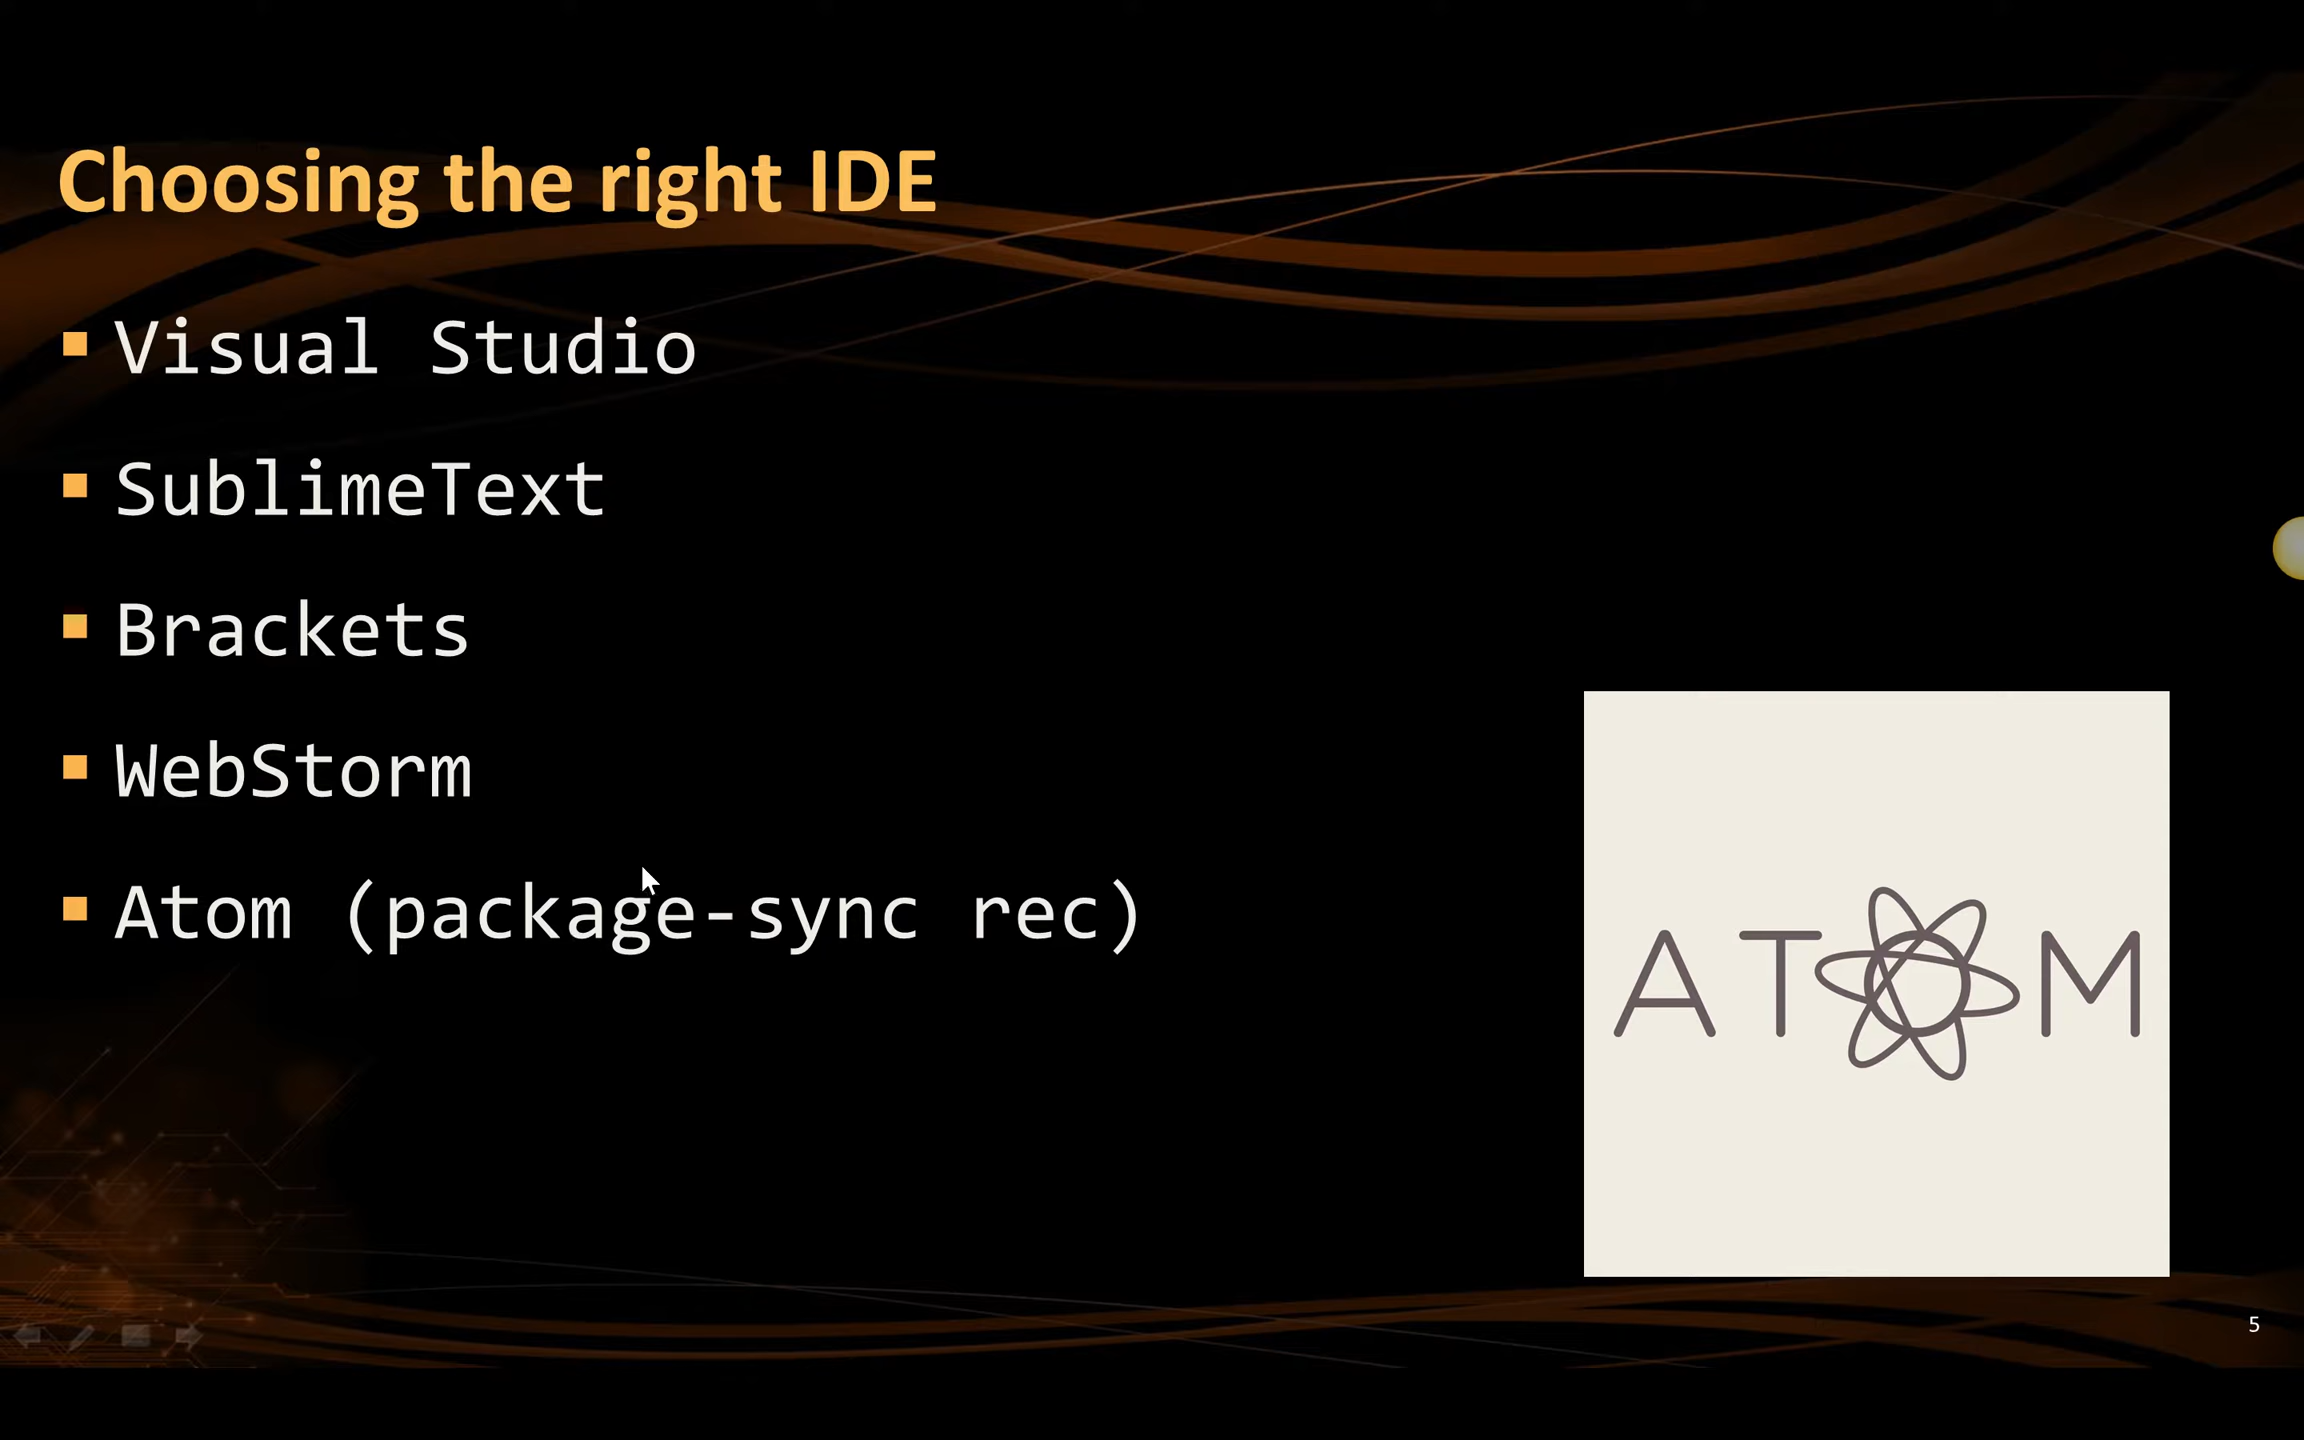 Choosing the right IDE
Visual Studio
SublimeText
Brackets
WebStorm
Atom (package-sync rec)
ATOM
5